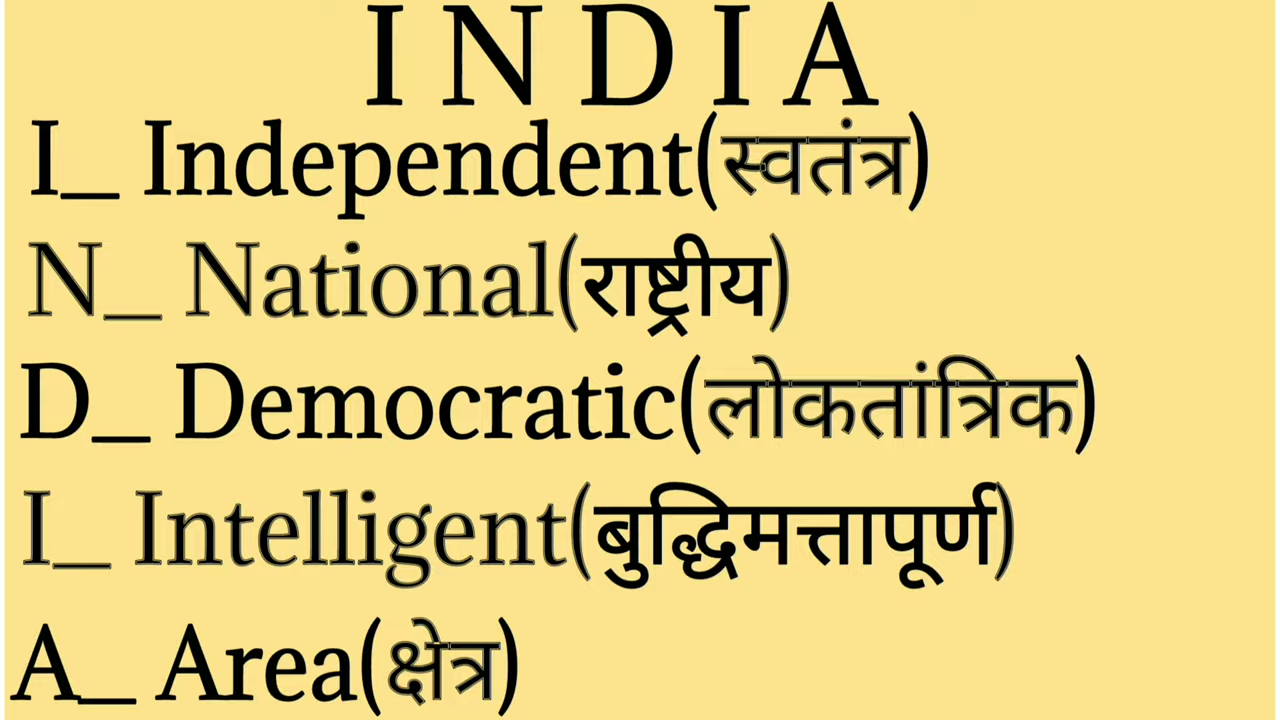 I N D I A
I_ Independent(स्वतंत्र)
N_ National(राष्ट्रीय)
D_ Democratic(लोकतांत्रिक)
I_ Intelligent(बुद्धिमत्तापूर्ण)
A_ Area(क्षेत्र)